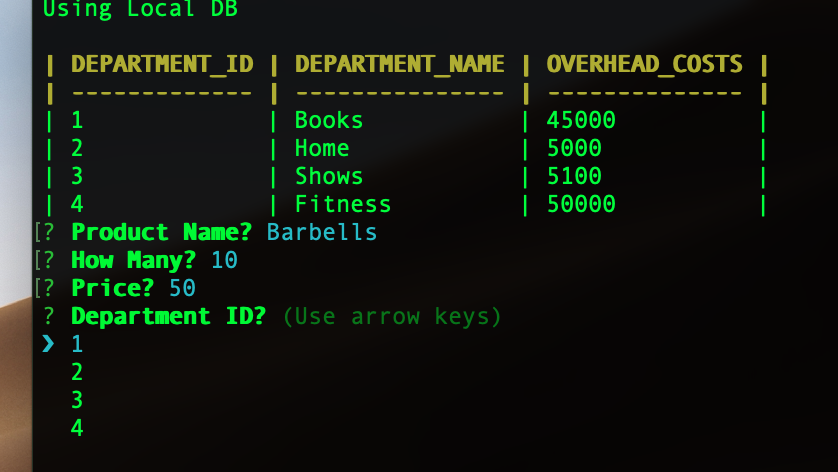 Using Local DB
| DEPARTMENT_ID | DEPARTMENT_NAME | OVERHEAD_COSTS |
| ------------- | --------------- | -------------- |
| 1 | Books | 45000 |
| 2 | Home | 5000 |
| 3 | Shows | 5100 |
| 4 | Fitness | 50000 |
[? Product Name? Barbells
[? How Many? 10
[? Price? 50
? Department ID? (Use arrow keys)
❯ 1
2
3
4